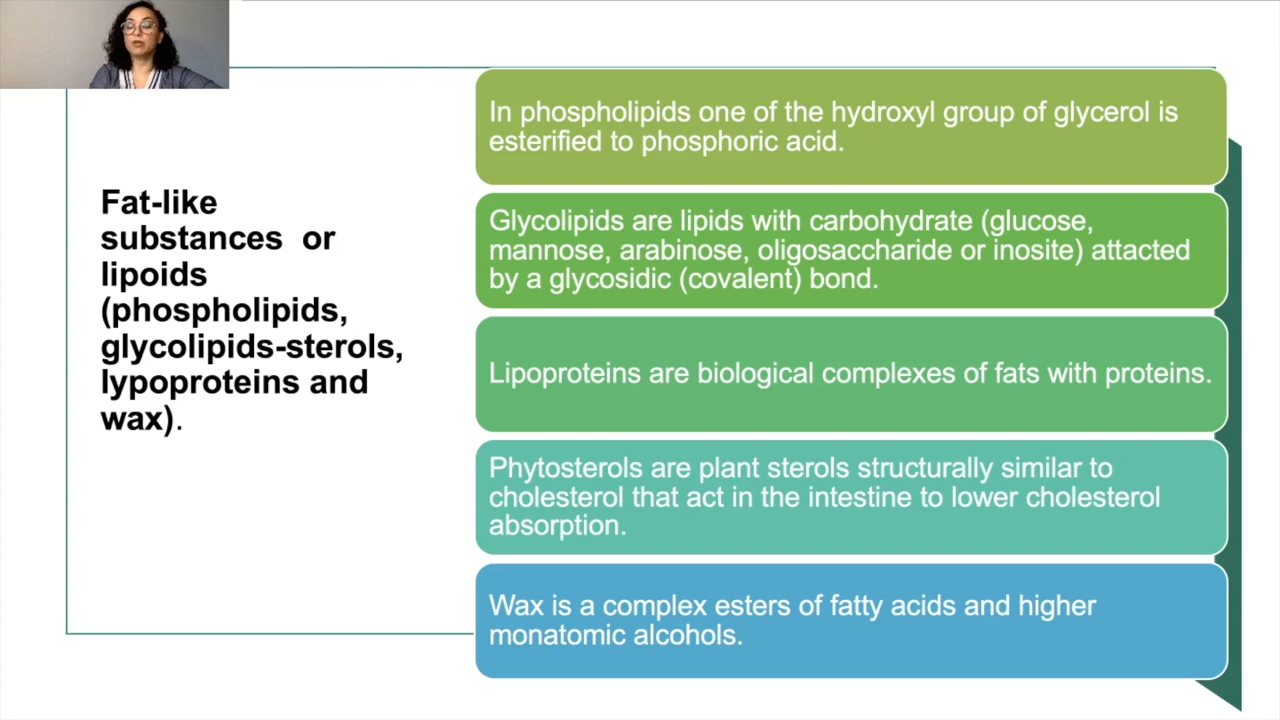 Fat-like
substances  or
lipoids
(phospholipids,
glycolipids-sterols,
lypoproteins and
wax).
In phospholipids one of the hydroxyl group of glycerol is
esterified to phosphoric acid.
Glycolipids are lipids with carbohydrate (glucose,
mannose, arabinose, oligosaccharide or inosite) attacted
by a glycosidic (covalent) bond.
Lipoproteins are biological complexes of fats with proteins.
Phytosterols are plant sterols structurally similar to
cholesterol that act in the intestine to lower cholesterol
absorption.
Wax is a complex esters of fatty acids and higher
monatomic alcohols.